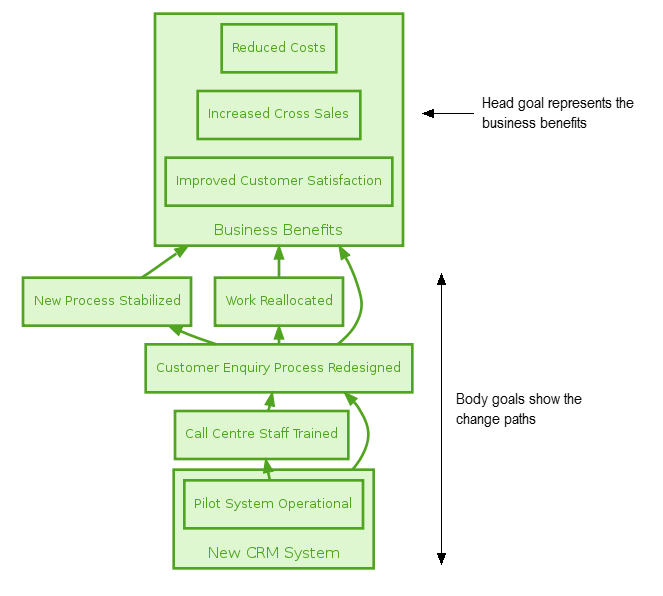 Reduced Costs
Increased Cross Sales
Head goal represents the
business benefits
Improved Customer Satisfaction
Business Benefits
New Process Stabilized
Work Reallocated
Customer Enquiry Process Redesigned
Body goals show the
change paths
Call Centre Staff Trained
Pilot System Operational
New CRM System